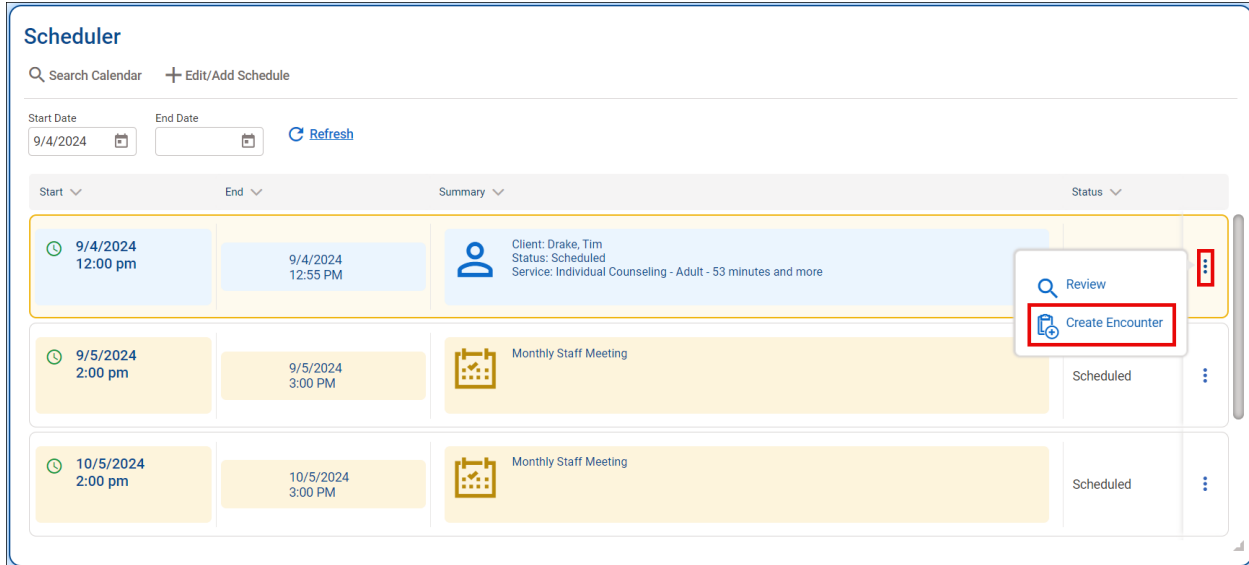 Scheduler
Search Calendar
Edit/Add Schedule
Start Date
End Date
9/4/2024
Refresh
Start
End
Summary
Status
9/4/2024
12:00 pm
9/4/2024
12:55 PM
Client: Drake, Tim
Status: Scheduled
Service: Individual Counseling - Adult - 53 minutes and more
Review
Create Encounter
9/5/2024
2:00 pm
9/5/2024
3:00 PM
Monthly Staff Meeting
Scheduled
10/5/2024
2:00 pm
10/5/2024
3:00 PM
Monthly Staff Meeting
Scheduled